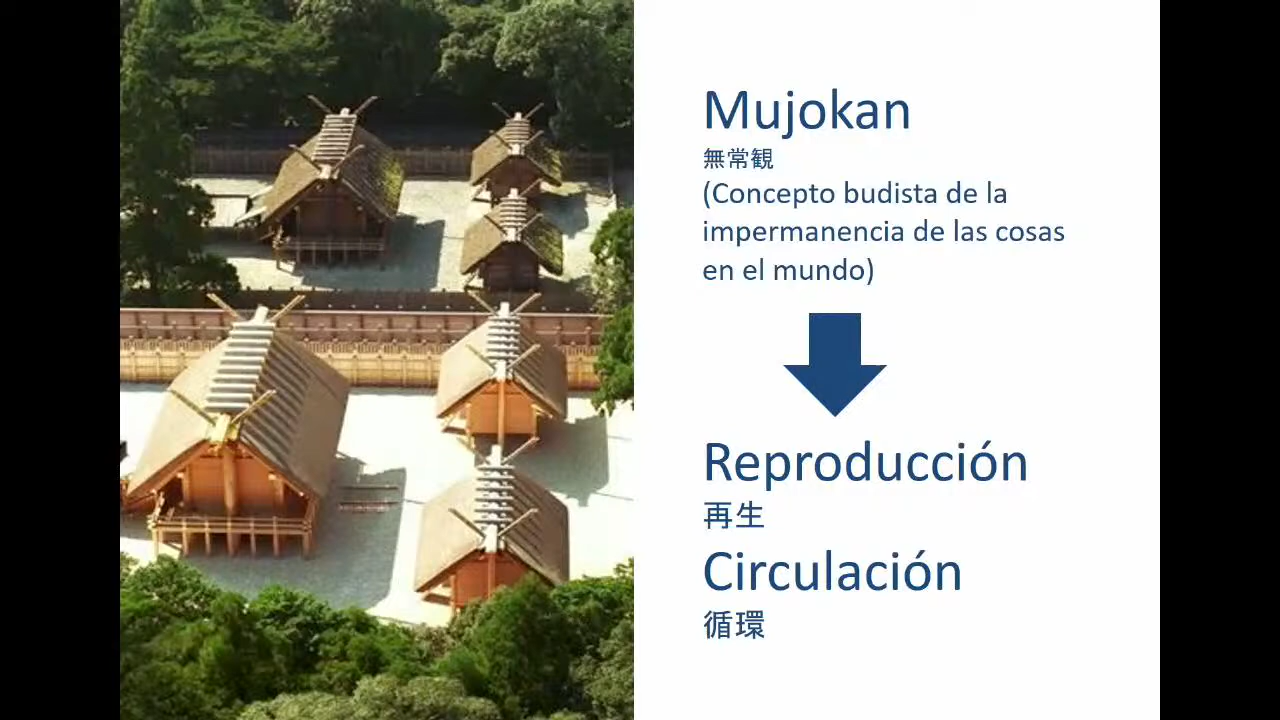 Mujokan
無常観
(Concepto budista de la
impermanencia de las cosas
en el mundo)
Reproducción
再生
Circulación
循環